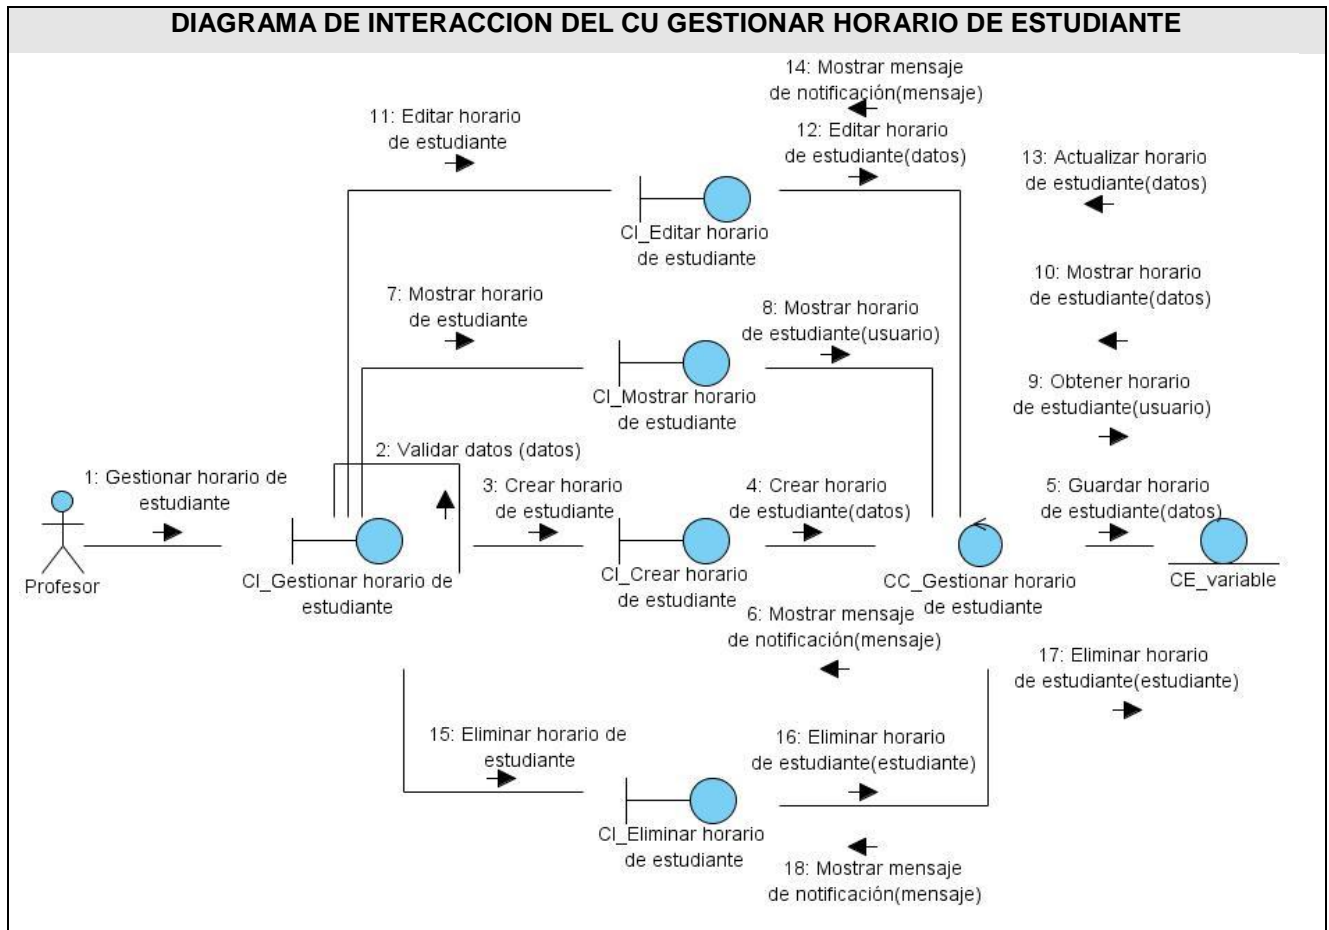 DIAGRAMA DE INTERACCION DEL CU GESTIONAR HORARIO DE ESTUDIANTE
14: Mostrar mensaje
de notificación(mensaje)
11: Editar horario
de estudiante
12: Editar horario
de estudiante(datos)
13: Actualizar horario
de estudiante(datos)
CI_Editar horario
de estudiante
10: Mostrar horario
de estudiante(datos)
7: Mostrar horario
de estudiante
8: Mostrar horario
de estudiante(usuario)
9: Obtener horario
de estudiante(usuario)
CI_Mostrar horario
de estudiante
2: Validar datos (datos)
1: Gestionar horario de
estudiante
3: Crear horario
de estudiante
4: Crear horario
de estudiante(datos)
5: Guardar horario
de estudiante(datos)
Profesor
CI_Gestionar horario de
estudiante
CI_Crear horario
de estudiante
CC_Gestionar horario
de estudiante
CE_variable
6: Mostrar mensaje
de notificación(mensaje)
17: Eliminar horario
de estudiante(estudiante)
15: Eliminar horario de
estudiante
16: Eliminar horario
de estudiante(estudiante)
CI_Eliminar horario
de estudiante
18: Mostrar mensaje
de notificación(mensaje)